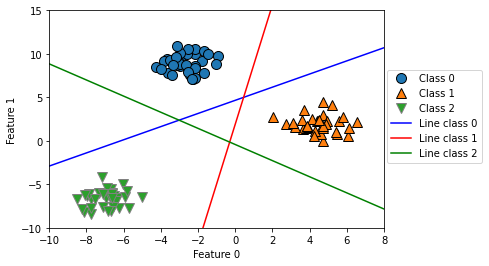 15
10
5
0
−5
−10
−10
−8
−6
−4
−2
0
2
4
6
8
Feature 0
Feature 1
Class 0
Class 1
Class 2
Line class 0
Line class 1
Line class 2